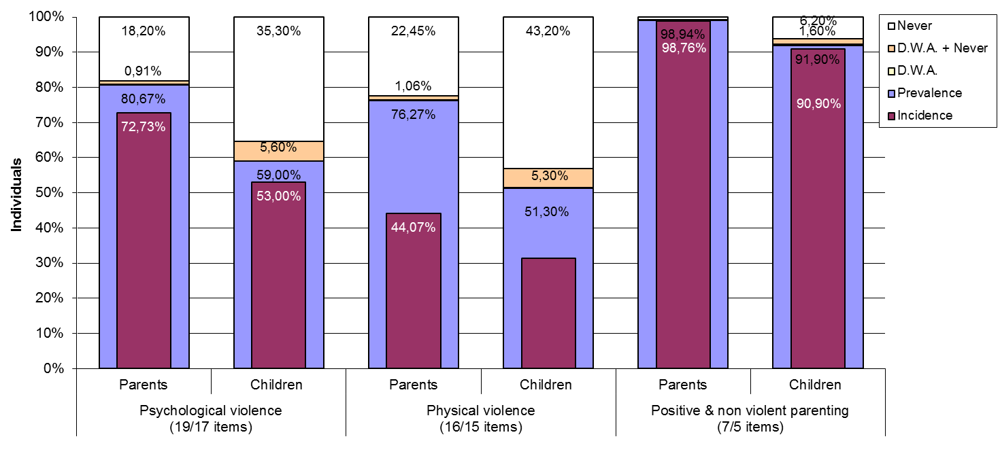 100%
90%
80%
70%
60%
50%
40%
30%
20%
10%
0%
Individuals
18,20%
0,91%
80,67%
72,73%
35,30%
5,60%
59,00%
53,00%
22,45%
1,06%
76,27%
44,07%
43,20%
5,30%
51,30%
98,94%
98,76%
6,20%
1,60%
91,90%
90,90%
Never
D.W.A. + Never
D.W.A.
Prevalence
Incidence
Parents
Children
Parents
Children
Parents
Children
Psychological violence
(19/17 items)
Physical violence
(16/15 items)
Positive & non violent parenting
(7/5 items)